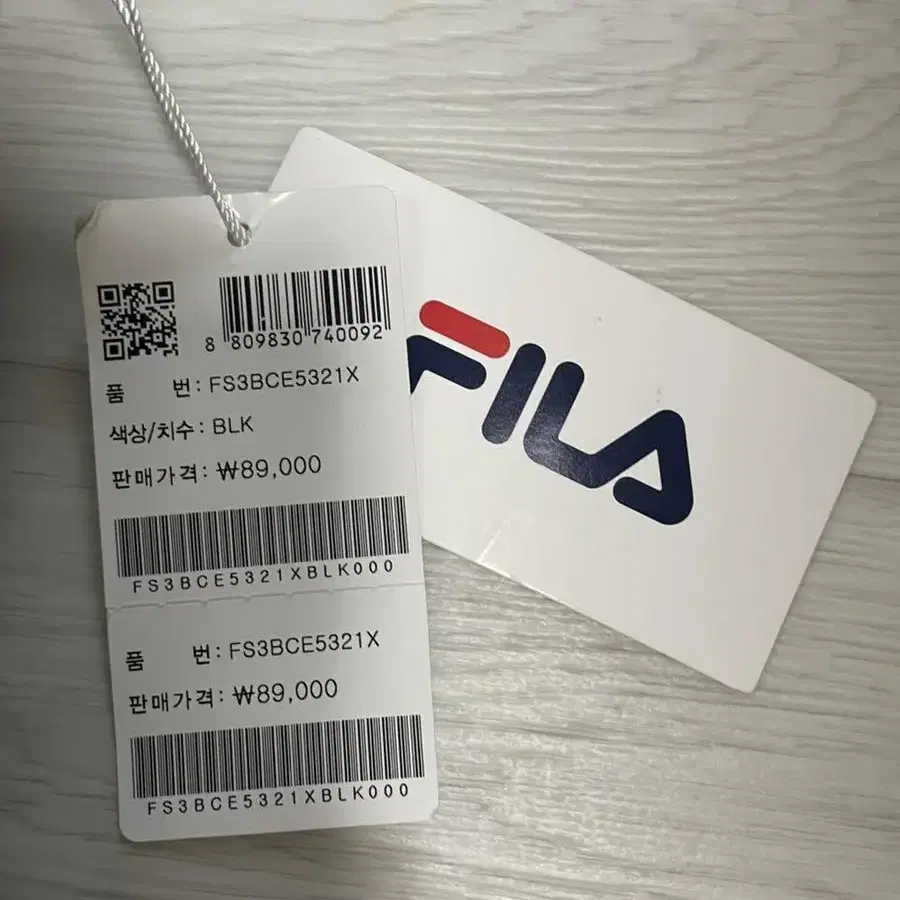 8 809830 740092
품 번: FS3BCE5321X
색상/치수: BLK
판매가격: ₩89,000
FS3BCE5321XBLK000
품 번: FS3BCE5321X
판매가격: ₩89,000
FS3BCE5321XBLK000
FILA